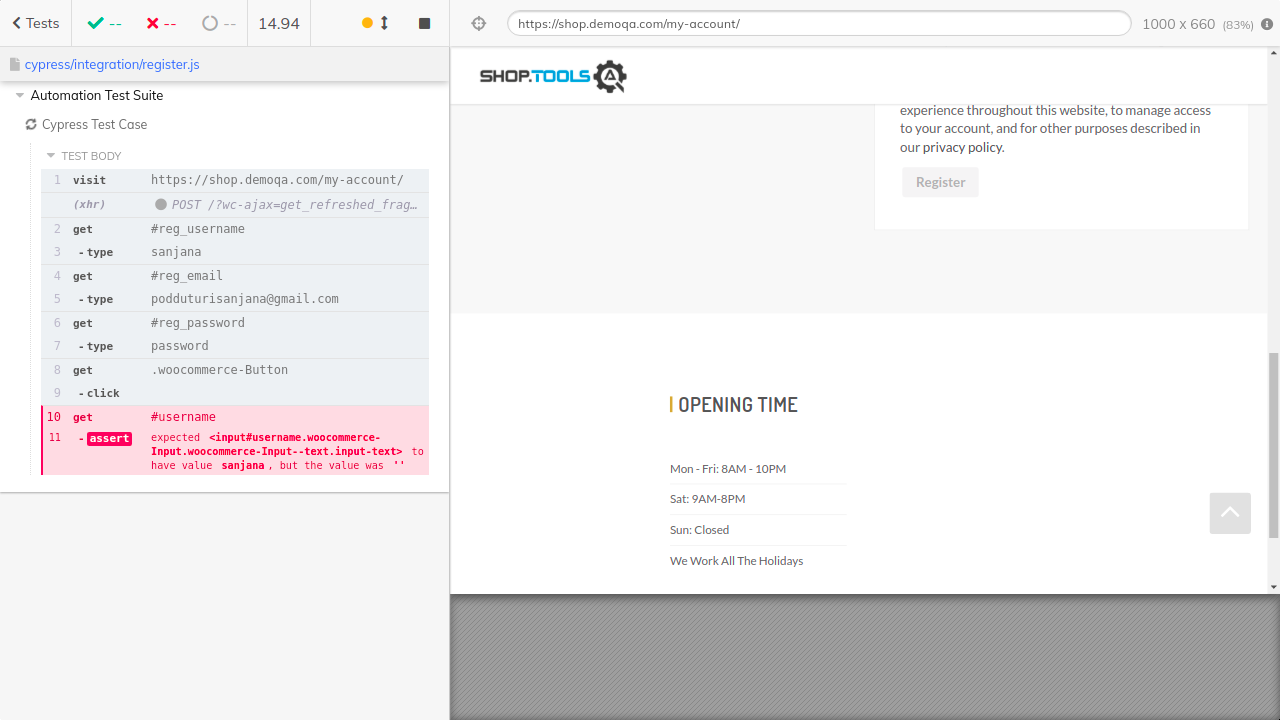 Tests
--
--
--
14.94
https://shop.demoqa.com/my-account/
1000 x 660 (83%)
cypress/integration/register.js
Automation Test Suite
Cypress Test Case
TEST BODY
1 visit https://shop.demoqa.com/my-account/
(xhr) POST /?wc-ajax=get_refreshed_frag…
2 get #reg_username
3 - type sanjana
4 get #reg_email
5 - type podduturisanjana@gmail.com
6 get #reg_password
7 - type password
8 get .woocommerce-Button
9 - click
10 get #username
11 - assert expected <input#username.woocommerce-
Input.woocommerce-Input--text.input-text> to
have value sanjana, but the value was ''
SHOP.TOOLS
experience throughout this website, to manage access
to your account, and for other purposes described in
our privacy policy.
Register
OPENING TIME
Mon - Fri: 8AM - 10PM
Sat: 9AM-8PM
Sun: Closed
We Work All The Holidays